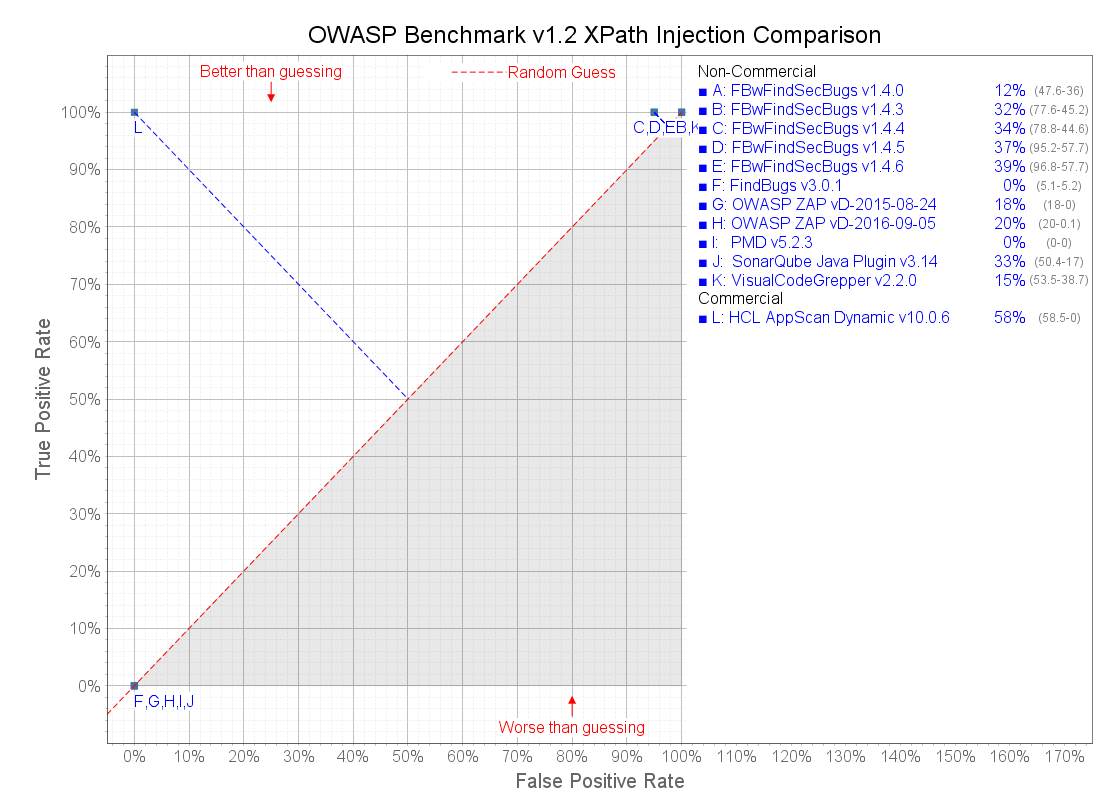 OWASP Benchmark v1.2 XPath Injection Comparison
Better than guessing
Random Guess
Non-Commercial
A: FBwFindSecBugs v1.4.0 12% (47.6-36)
B: FBwFindSecBugs v1.4.3 32% (77.6-45.2)
C: FBwFindSecBugs v1.4.4 34% (78.8-44.6)
D: FBwFindSecBugs v1.4.5 37% (95.2-57.7)
E: FBwFindSecBugs v1.4.6 39% (96.8-57.7)
F: FindBugs v3.0.1 0% (5.1-5.2)
G: OWASP ZAP vD-2015-08-24 18% (18-0)
H: OWASP ZAP vD-2016-09-05 20% (20-0.1)
I: PMD v5.2.3 0% (0-0)
J: SonarQube Java Plugin v3.14 33% (50.4-17)
K: VisualCodeGrepper v2.2.0 15% (53.5-38.7)
Commercial
L: HCL AppScan Dynamic v10.0.6 58% (58.5-0)
100%
90%
80%
70%
60%
50%
40%
30%
20%
10%
0%
L
C,D,EB,K
F,G,H,I,J
Worse than guessing
True Positive Rate
0% 10% 20% 30% 40% 50% 60% 70% 80% 90% 100% 110% 120% 130% 140% 150% 160% 170%
False Positive Rate